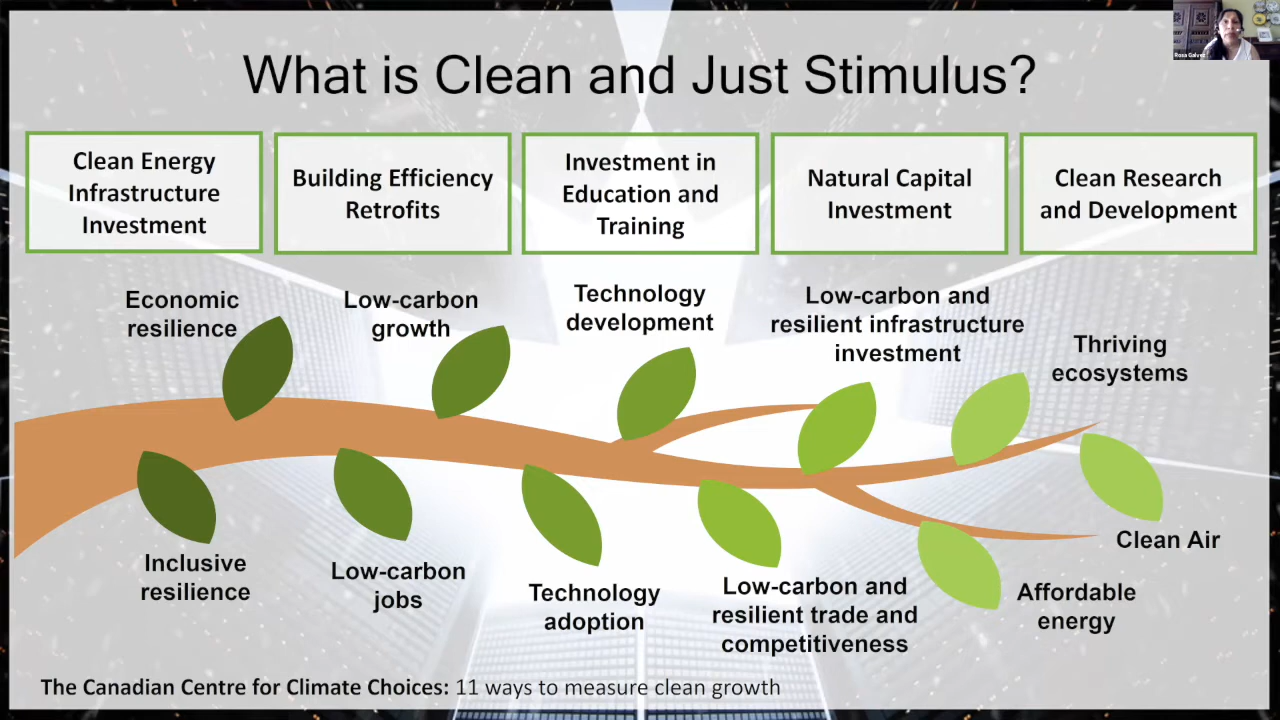 What is Clean and Just Stimulus?
Rosa Galvez
Clean Energy
Infrastructure
Investment
Building Efficiency
Retrofits
Investment in
Education and
Training
Natural Capital
Investment
Clean Research
and Development
Economic
resilience
Low-carbon
growth
Technology
development
Low-carbon and
resilient infrastructure
investment
Thriving
ecosystems
Inclusive
resilience
Low-carbon
jobs
Technology
adoption
Low-carbon and
resilient trade and
competitiveness
Affordable
energy
Clean Air
The Canadian Centre for Climate Choices: 11 ways to measure clean growth